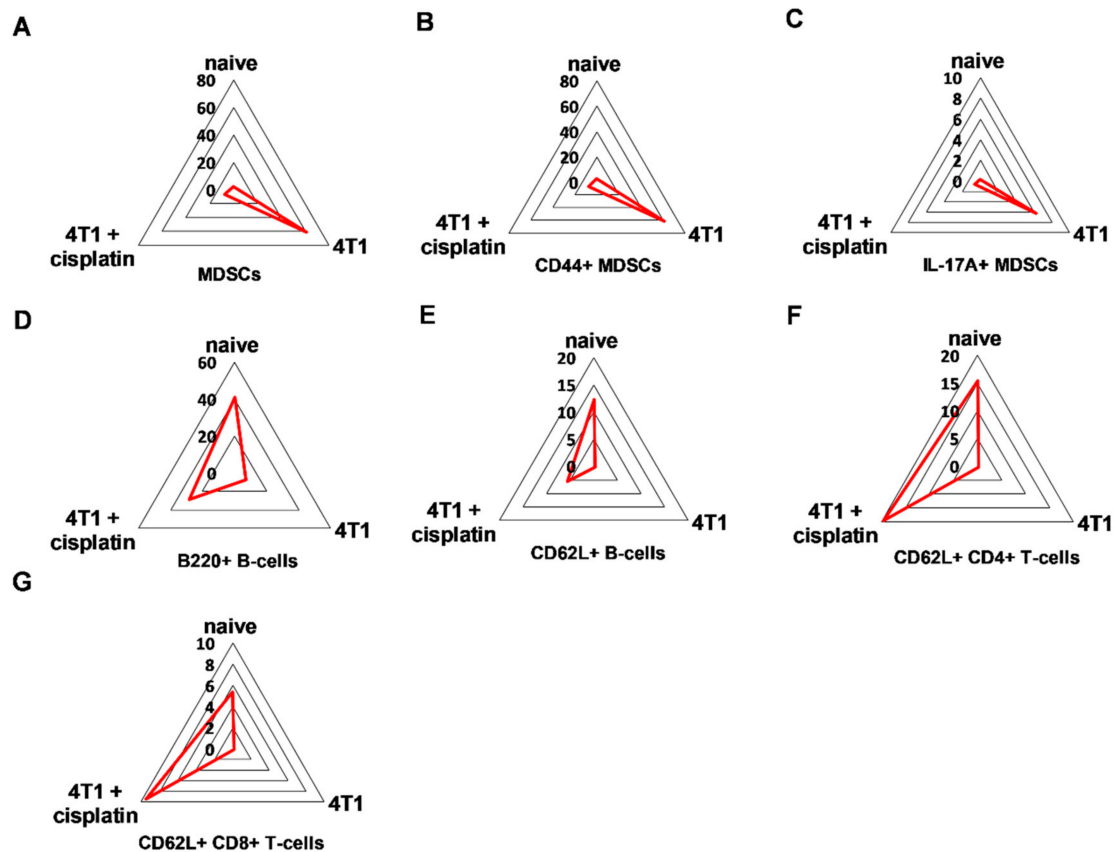 A
naive
80
60
40
20
0
4T1 +
cisplatin
4T1
MDSCs
B
naive
80
60
40
20
0
4T1 +
cisplatin
4T1
CD44+ MDSCs
C
naive
10
8
6
4
2
0
4T1 +
cisplatin
4T1
IL-17A+ MDSCs
D
naive
60
40
20
0
4T1 +
cisplatin
4T1
B220+ B-cells
E
naive
20
15
10
5
0
4T1 +
cisplatin
4T1
CD62L+ B-cells
F
naive
20
15
10
5
0
4T1 +
cisplatin
4T1
CD62L+ CD4+ T-cells
G
naive
10
8
6
4
2
0
4T1 +
cisplatin
4T1
CD62L+ CD8+ T-cells